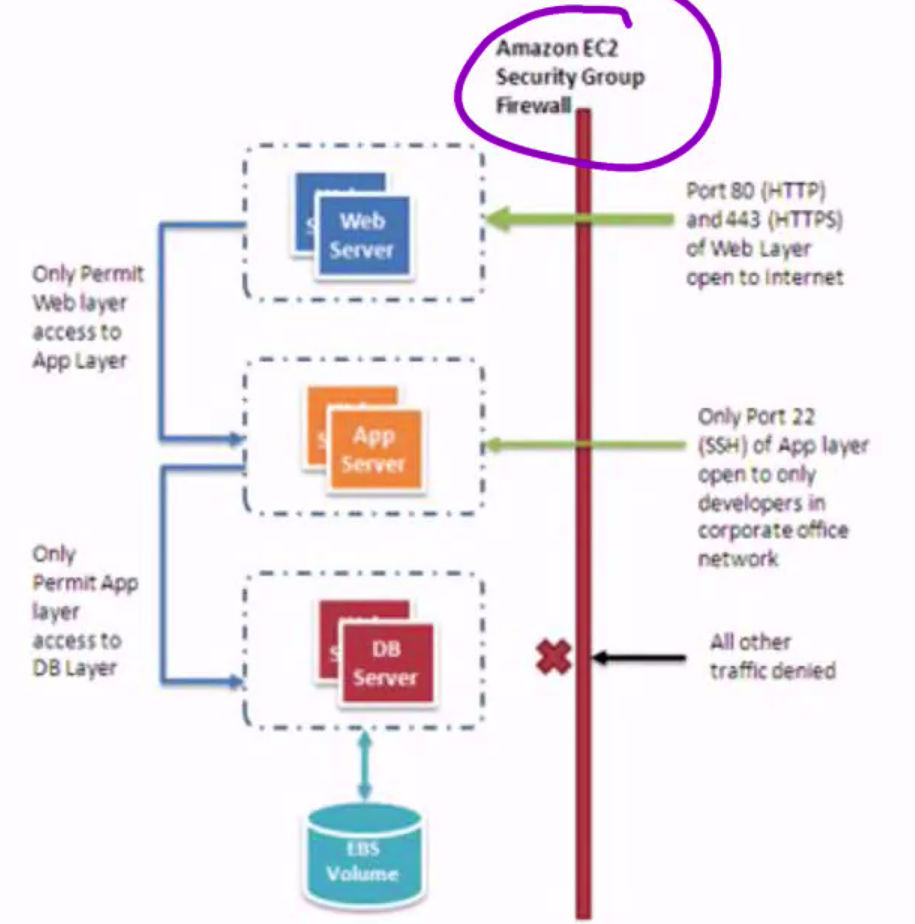 Amazon EC2
Security Group
Firewall
Web
Server
Port 80 (HTTP)
and 443 (HTTPS)
of Web Layer
open to Internet
Only Permit
Web layer
access to
App Layer
App
Server
Only Port 22
(SSH) of App layer
open to only
developers in
corporate office
network
Only
Permit App
layer
access to
DB Layer
DB
Server
All other
traffic denied
EBS
Volume